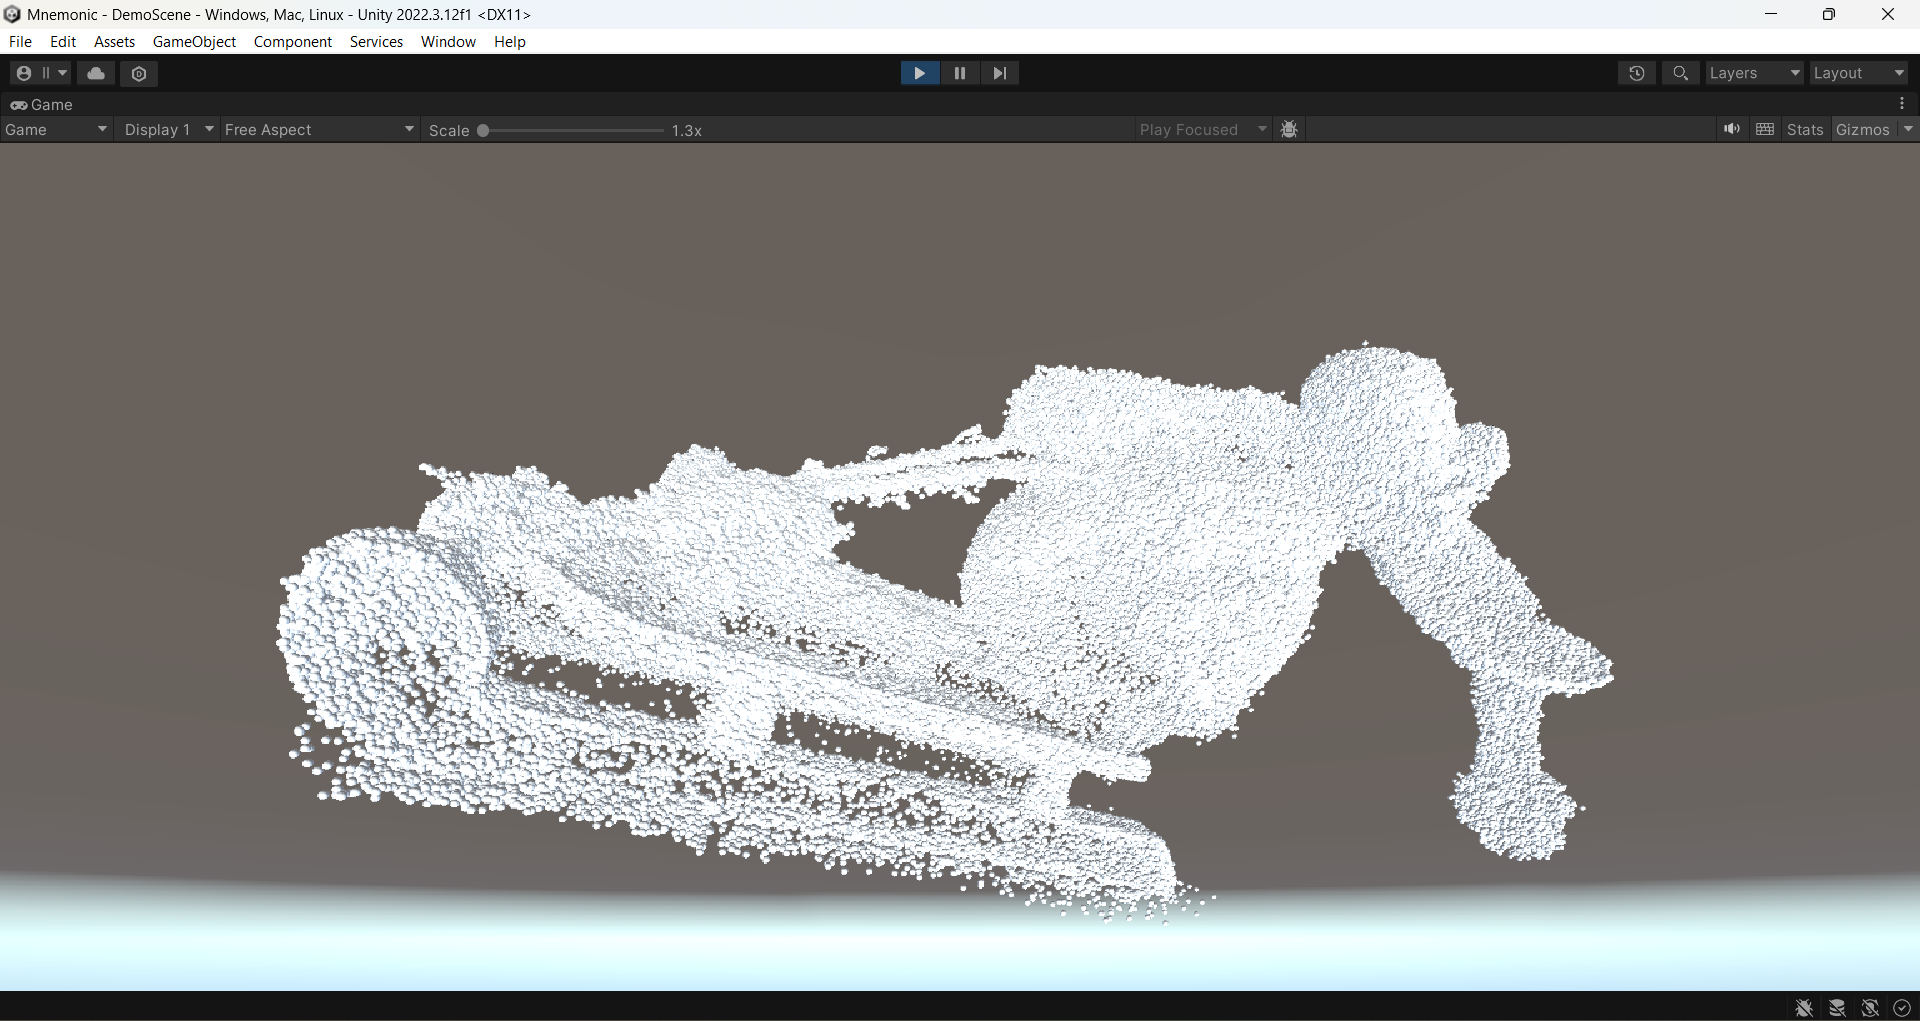 Mnemonic - DemoScene - Windows, Mac, Linux - Unity 2022.3.12f1 <DX11>
File Edit Assets GameObject Component Services Window Help
Layers Layout
Game
Game Display 1 Free Aspect Scale 1.3x Play Focused Stats Gizmos